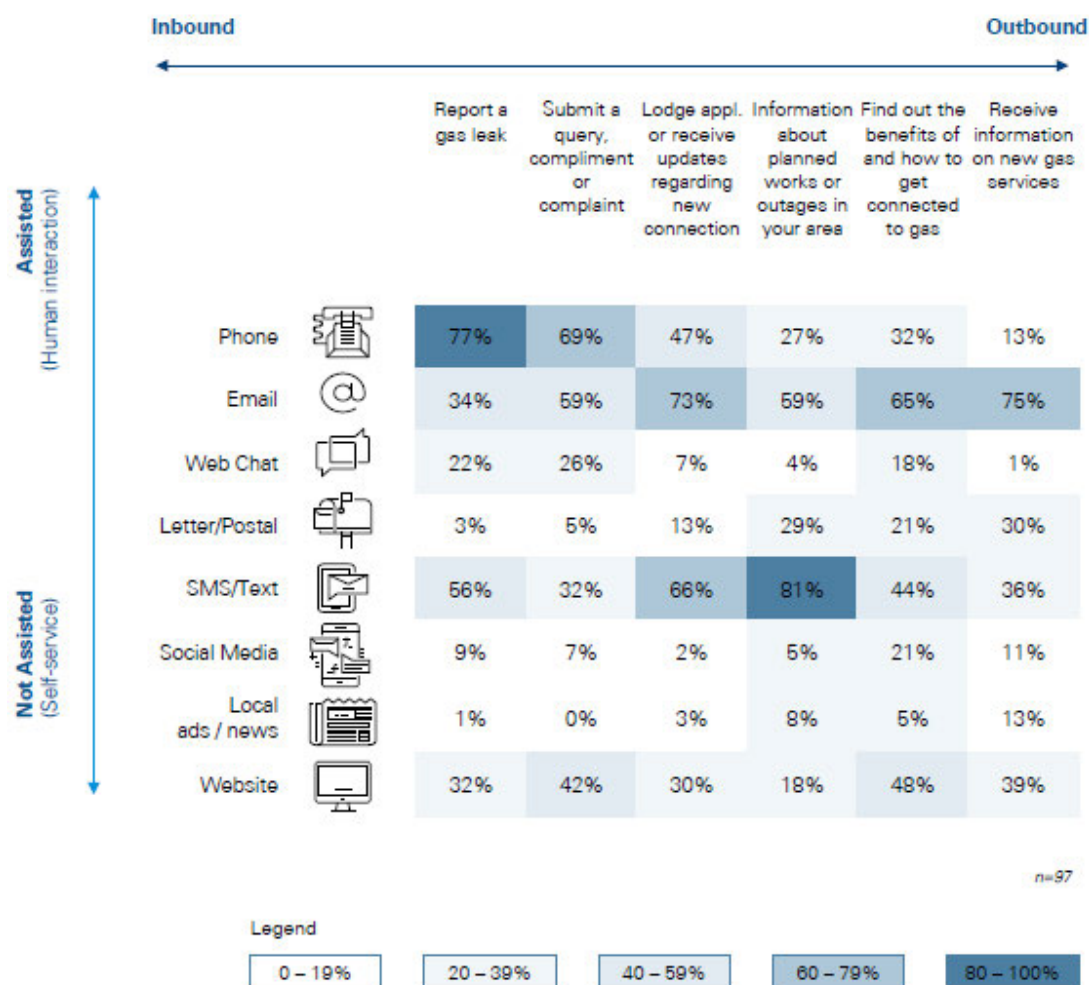 Inbound
Outbound
Report a gas leak
Submit a query, compliment or complaint
Lodge appl. or receive updates regarding new connection
Information about planned works or outages in your area
Find out the benefits of and how to get connected to gas
Receive information on new gas services
Assisted
(Human interaction)
Not Assisted
(Self-service)
Phone 77% 69% 47% 27% 32% 13%
Email 34% 59% 73% 59% 65% 75%
Web Chat 22% 26% 7% 4% 18% 1%
Letter/Postal 3% 5% 13% 29% 21% 30%
SMS/Text 56% 32% 66% 81% 44% 36%
Social Media 9% 7% 2% 5% 21% 11%
Local
ads / news 1% 0% 3% 8% 5% 13%
Website 32% 42% 30% 18% 48% 39%
n=97
Legend
0 – 19% 20 – 39% 40 – 59% 60 – 79% 80 – 100%